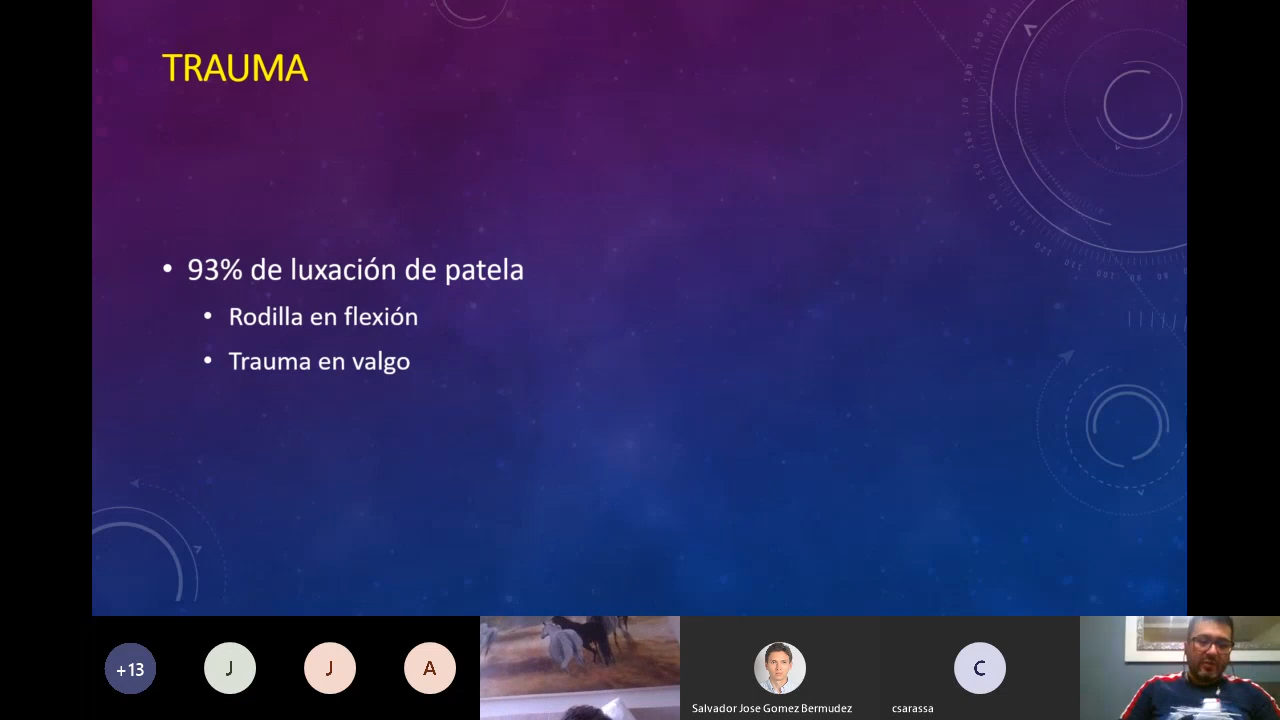 TRAUMA
• 93% de luxación de patela
• Rodilla en flexión
• Trauma en valgo
+13
J
J
A
Salvador Jose Gomez Bermudez
C
csarassa